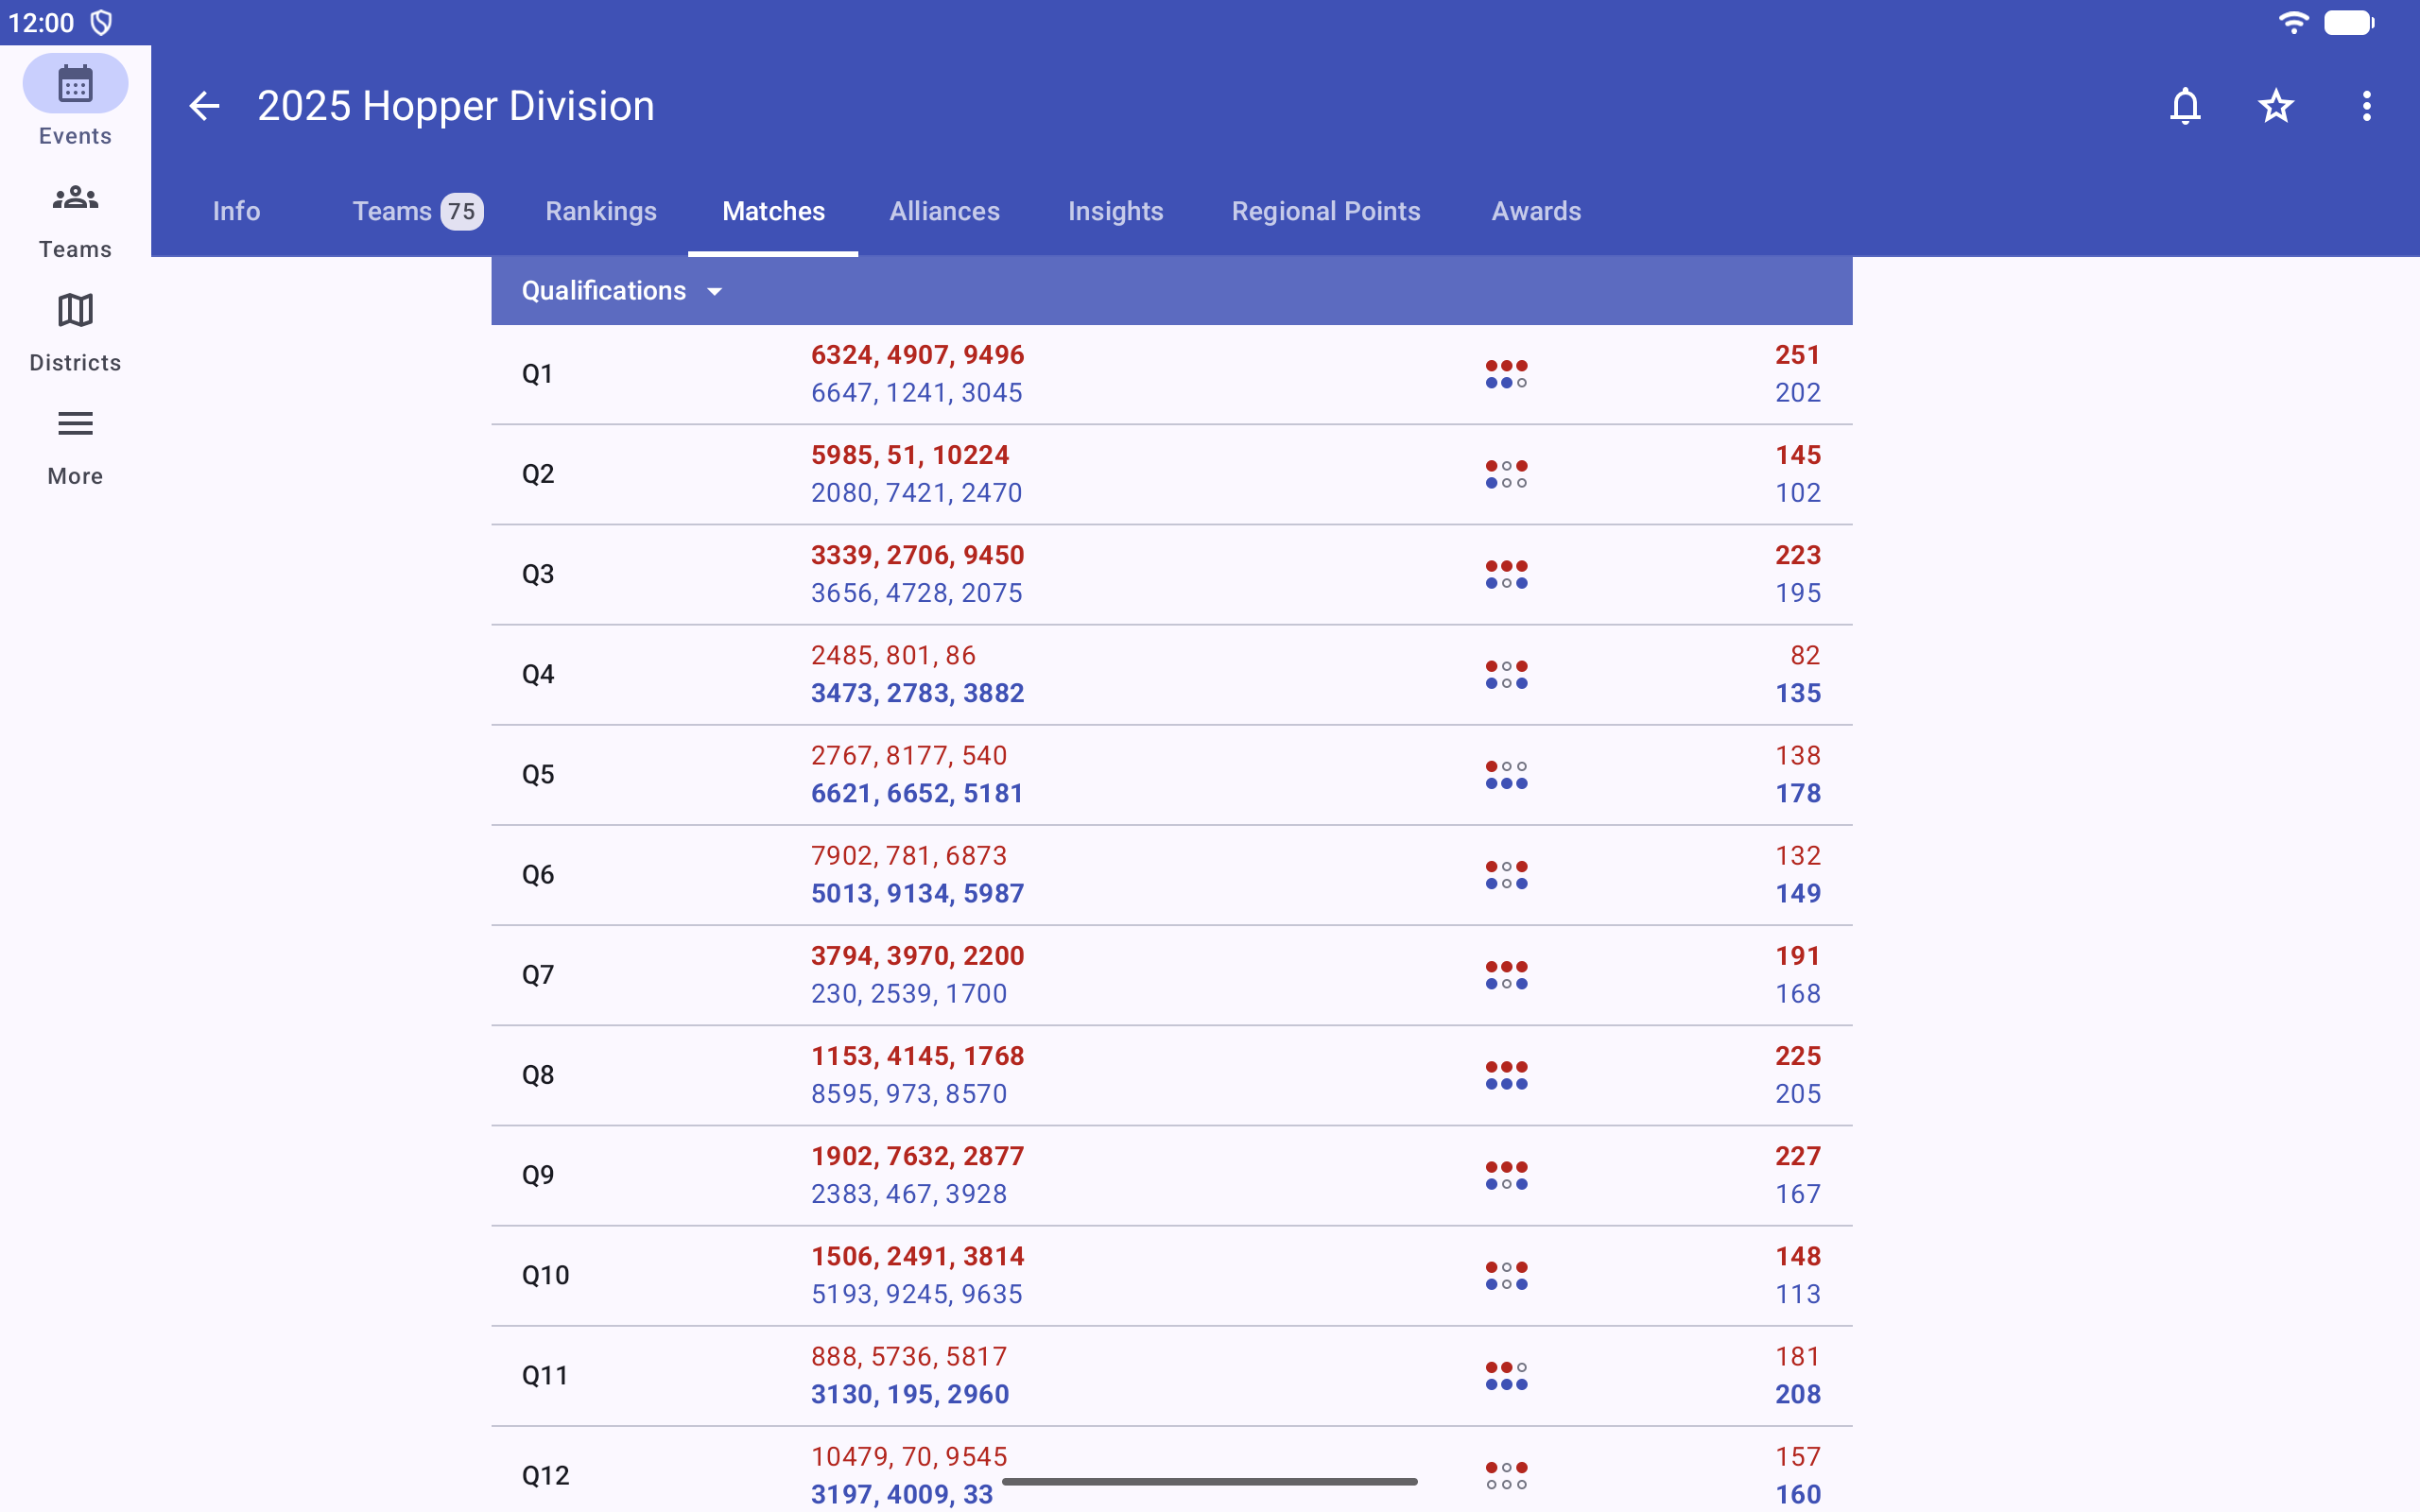 12:00
Events
Teams
Districts
More
2025 Hopper Division
Info
Teams 75
Rankings
Matches
Alliances
Insights
Regional Points
Awards
Qualifications
Q1
6324, 4907, 9496
251
6647, 1241, 3045
202
Q2
5985, 51, 10224
145
2080, 7421, 2470
102
Q3
3339, 2706, 9450
223
3656, 4728, 2075
195
Q4
2485, 801, 86
82
3473, 2783, 3882
135
Q5
2767, 8177, 540
138
6621, 6652, 5181
178
Q6
7902, 781, 6873
132
5013, 9134, 5987
149
Q7
3794, 3970, 2200
191
230, 2539, 1700
168
Q8
1153, 4145, 1768
225
8595, 973, 8570
205
Q9
1902, 7632, 2877
227
2383, 467, 3928
167
Q10
1506, 2491, 3814
148
5193, 9245, 9635
113
Q11
888, 5736, 5817
181
3130, 195, 2960
208
Q12
10479, 70, 9545
157
3197, 4009, 33
160